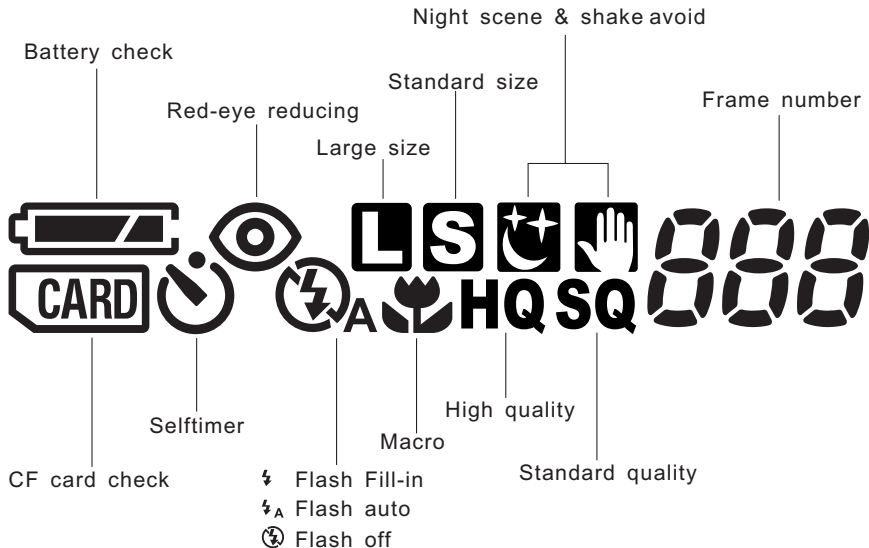 Night scene & shake avoid
Battery check
Standard size
Red-eye reducing
Frame number
Large size
L S
CARD A HQ SQ 888
High quality
Selftimer
Macro
CF card check
Flash Fill-in
Standard quality
A Flash auto
Flash off